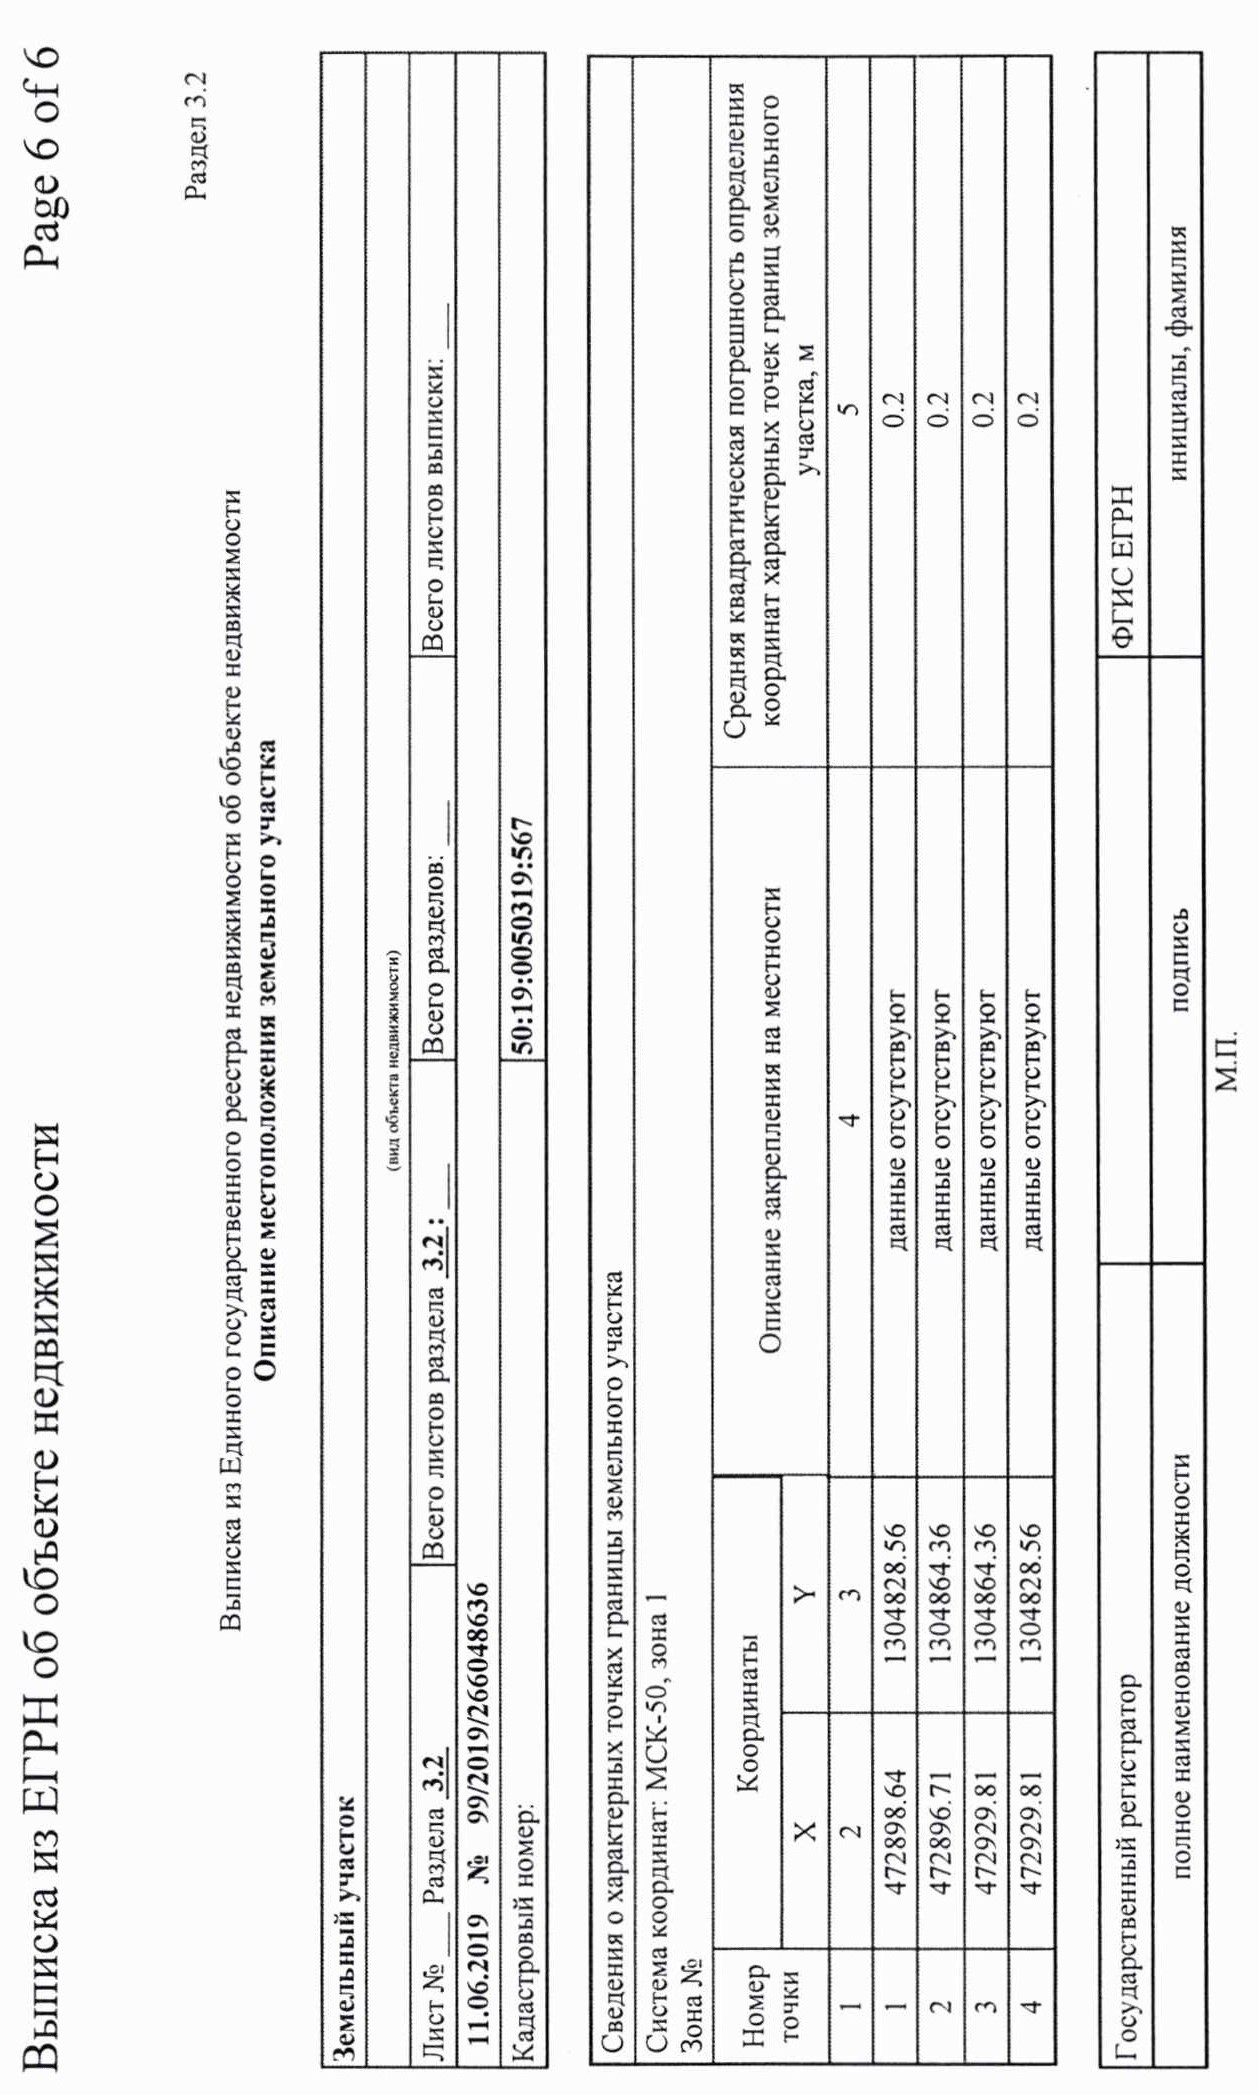 Выписка из ЕГРН об объекте недвижимости Page 6 of 6
Раздел 3.2
Выписка из Единого государственного реестра недвижимости об объекте недвижимости
Описание местоположения земельного участка
Земельный участок
(вид объекта недвижимости)
Лист № ___ Раздела 3.2 Всего листов раздела 3.2 : ___ Всего разделов: ___ Всего листов выписки: ___
11.06.2019 № 99/2019/266048636
Кадастровый номер: 50:19:0050319:567
Сведения о характерных точках границы земельного участка
Система координат: МСК-50, зона 1
Зона №
Номер точки Координаты Описание закрепления на местности Средняя квадратическая погрешность определения
координат характерных точек границ земельного
участка, м
X Y
1 2 3 4 5
1 472898.64 1304828.56 данные отсутствуют 0.2
2 472896.71 1304864.36 данные отсутствуют 0.2
3 472929.81 1304864.36 данные отсутствуют 0.2
4 472929.81 1304828.56 данные отсутствуют 0.2
Государственный регистратор ФГИС ЕГРН
полное наименование должности подпись инициалы, фамилия
М.П.